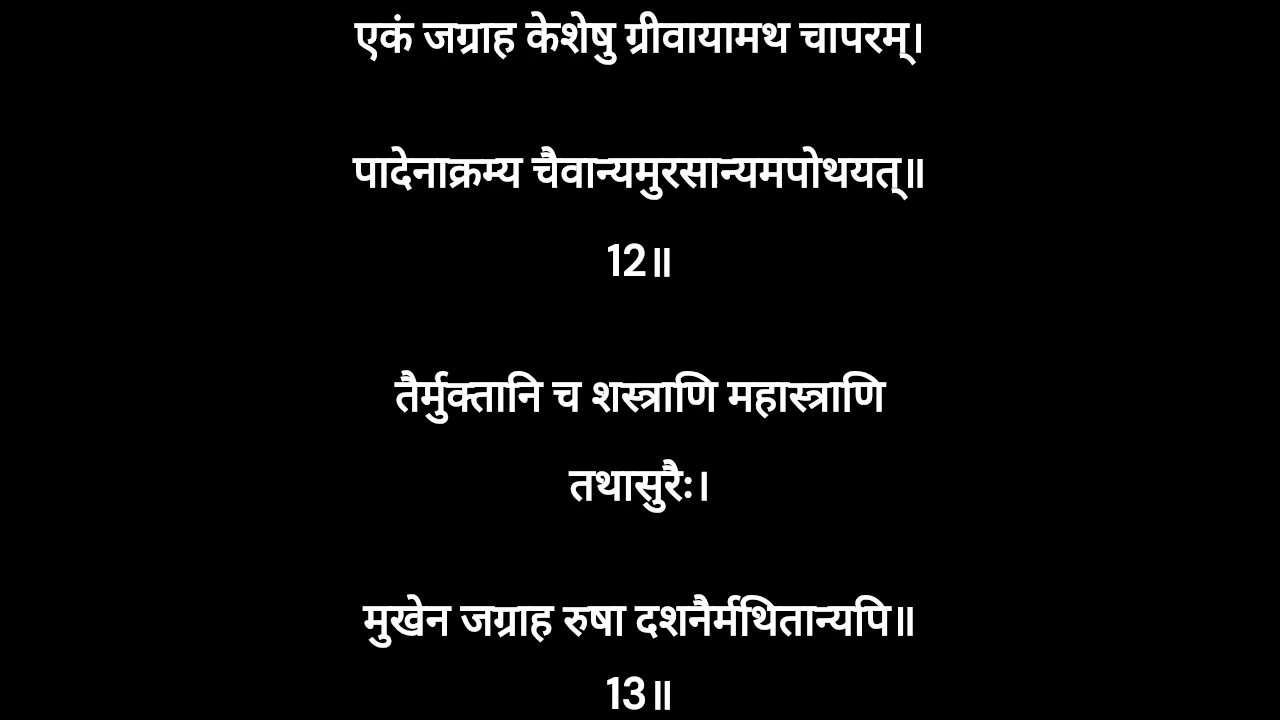 एकं जग्राह केशेषु ग्रीवायामथ चापरम्।
पादेनाक्रम्य चैवान्यमुरसान्यमपोथयत्॥
12॥
तैर्मुक्तानि च शस्त्राणि महास्त्राणि
तथासुरैः।
मुखेन जग्राह रुषा दशनैर्मथितान्यपि॥
13॥